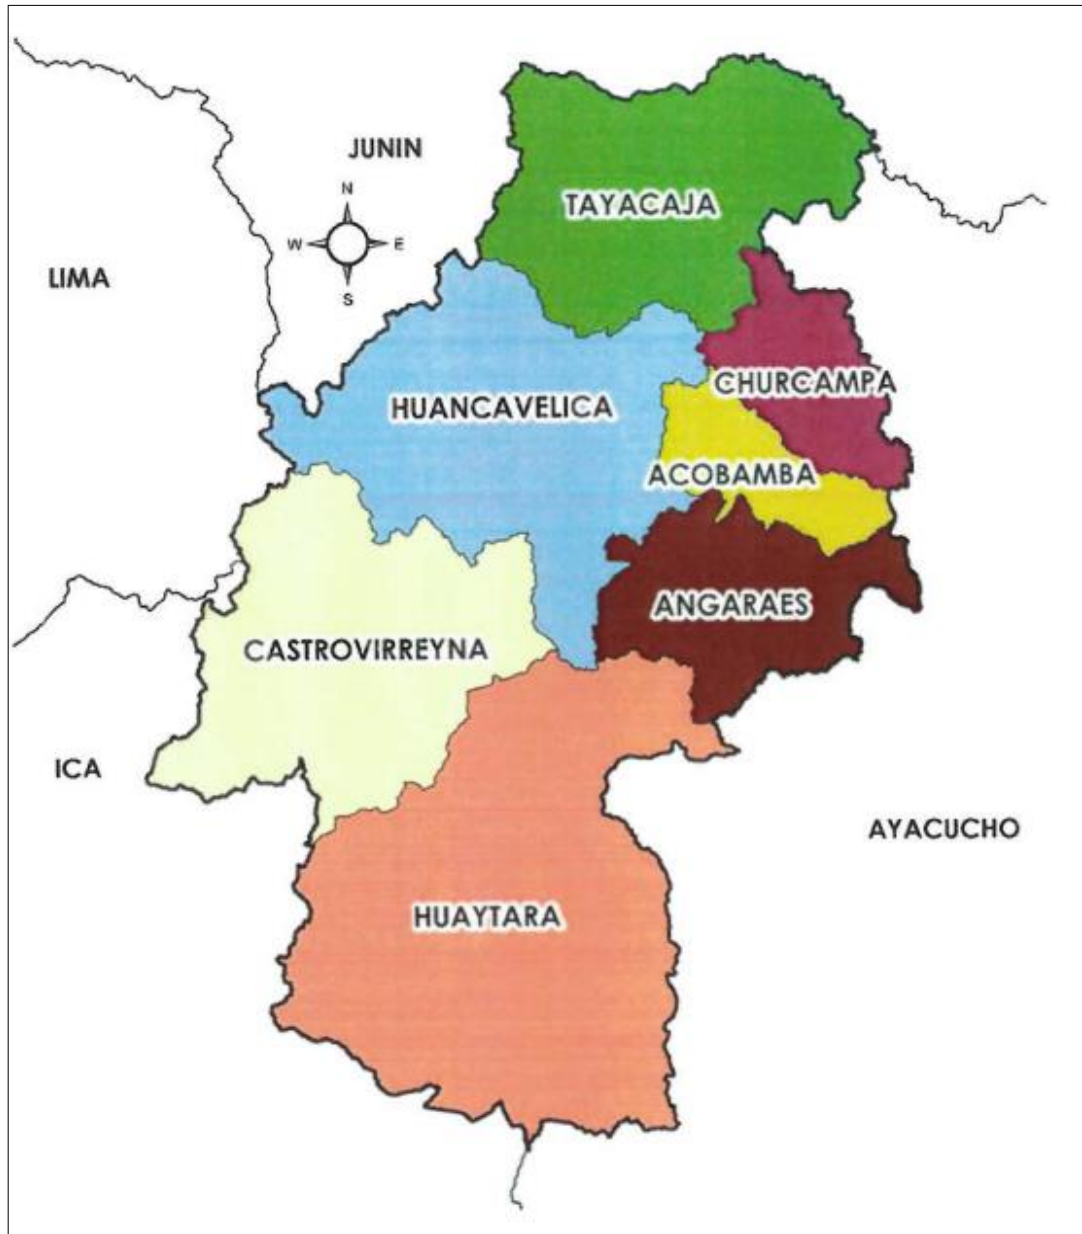 JUNIN
N
W
E
S
TAYACAJA
LIMA
CHURCAMPA
HUANCAVELICA
ACOBAMBA
ANGARAES
CASTROVIRREYNA
ICA
AYACUCHO
HUAYTARA